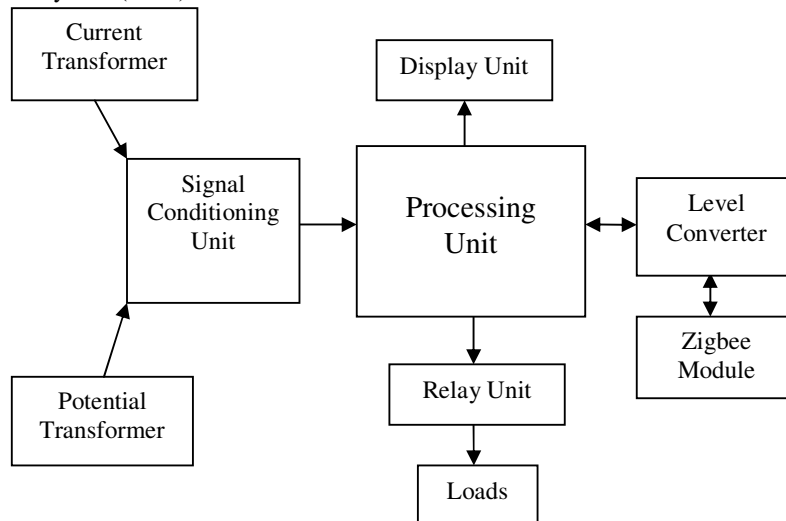 Current
Transformer
Display Unit
Signal
Conditioning
Unit
Processing
Unit
Level
Converter
Zigbee
Module
Relay Unit
Potential
Transformer
Loads